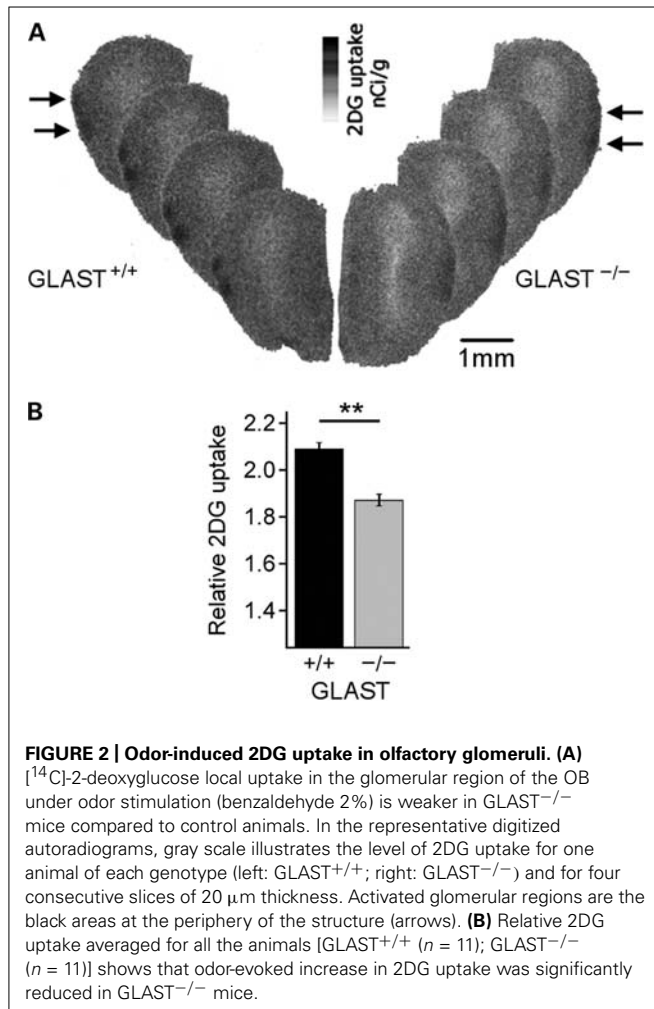 A
2DG uptake
nCi/g
GLAST +/+
GLAST −/−
1mm
B
**
Relative 2DG uptake
2.2
2.0
1.8
1.6
1.4
+/+ −/−
GLAST
FIGURE 2 | Odor-induced 2DG uptake in olfactory glomeruli. (A)
[14C]-2-deoxyglucose local uptake in the glomerular region of the OB
under odor stimulation (benzaldehyde 2%) is weaker in GLAST−/−
mice compared to control animals. In the representative digitized
autoradiograms, gray scale illustrates the level of 2DG uptake for one
animal of each genotype (left: GLAST+/+; right: GLAST−/−) and for four
consecutive slices of 20 μm thickness. Activated glomerular regions are the
black areas at the periphery of the structure (arrows). (B) Relative 2DG
uptake averaged for all the animals [GLAST+/+ (n = 11); GLAST−/−
(n = 11)] shows that odor-evoked increase in 2DG uptake was significantly
reduced in GLAST−/− mice.